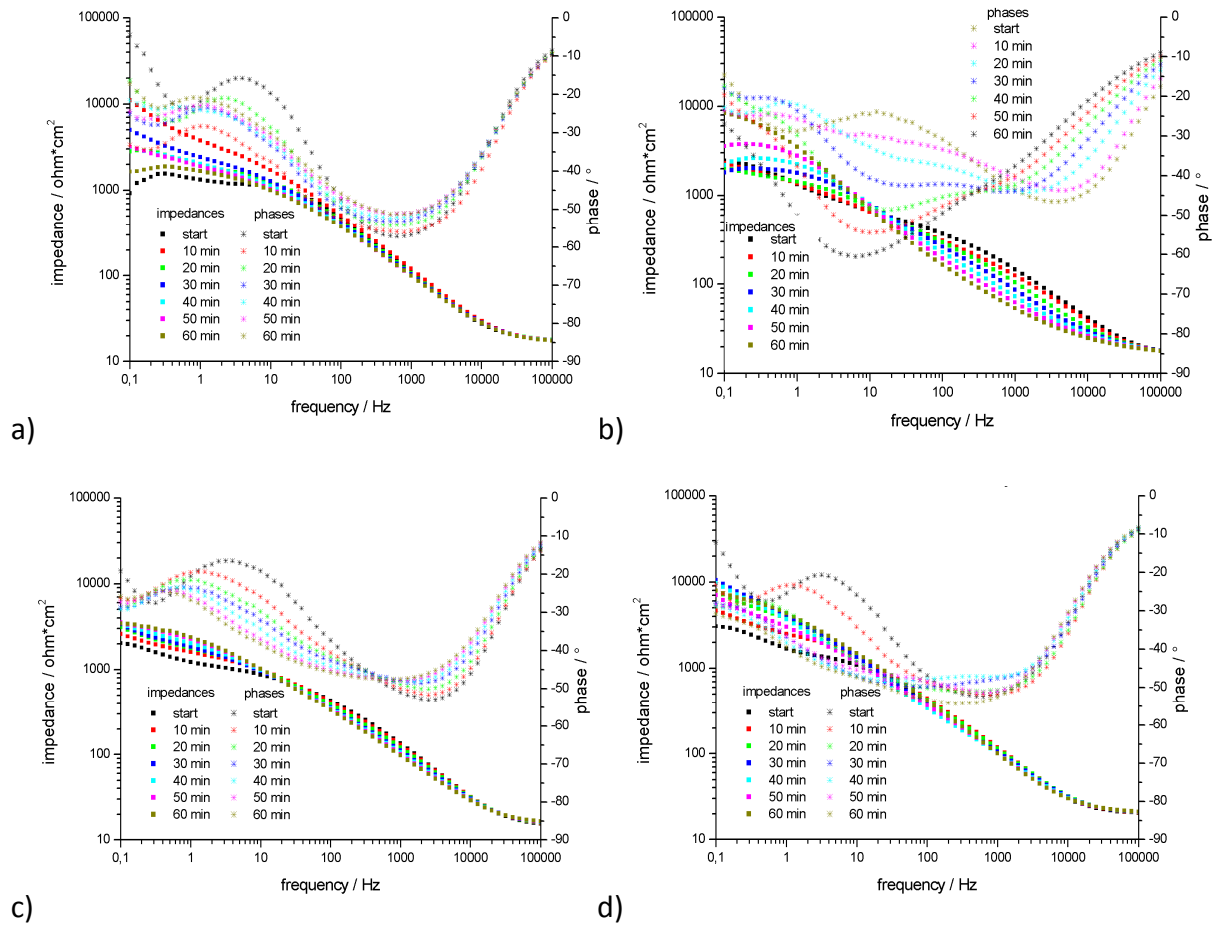 a)
100000
10000
1000
100
10
impedance / ohm*cm²
0
-10
-20
-30
-40
-50
-60
-70
-80
-90
phase / °
impedances phases
start start
10 min 10 min
20 min 20 min
30 min 30 min
40 min 40 min
50 min 50 min
60 min 60 min
0,1 1 10 100 1000 10000 100000
frequency / Hz
b)
100000
10000
1000
100
10
impedance / ohm*cm²
0
-10
-20
-30
-40
-50
-60
-70
-80
-90
phase / °
phases
start
10 min
20 min
30 min
40 min
50 min
60 min
impedances
start
10 min
20 min
30 min
40 min
50 min
60 min
0,1 1 10 100 1000 10000 100000
frequency / Hz
c)
100000
10000
1000
100
10
impedance / ohm*cm²
0
-10
-20
-30
-40
-50
-60
-70
-80
-90
phase / °
impedances phases
start start
10 min 10 min
20 min 20 min
30 min 30 min
40 min 40 min
50 min 50 min
60 min 60 min
0,1 1 10 100 1000 10000 100000
frequency / Hz
d)
100000
10000
1000
100
10
impedance / ohm*cm²
0
-10
-20
-30
-40
-50
-60
-70
-80
-90
phase / °
impedances phases
start start
10 min 10 min
20 min 20 min
30 min 30 min
40 min 40 min
50 min 50 min
60 min 60 min
0,1 1 10 100 1000 10000 100000
frequency / Hz